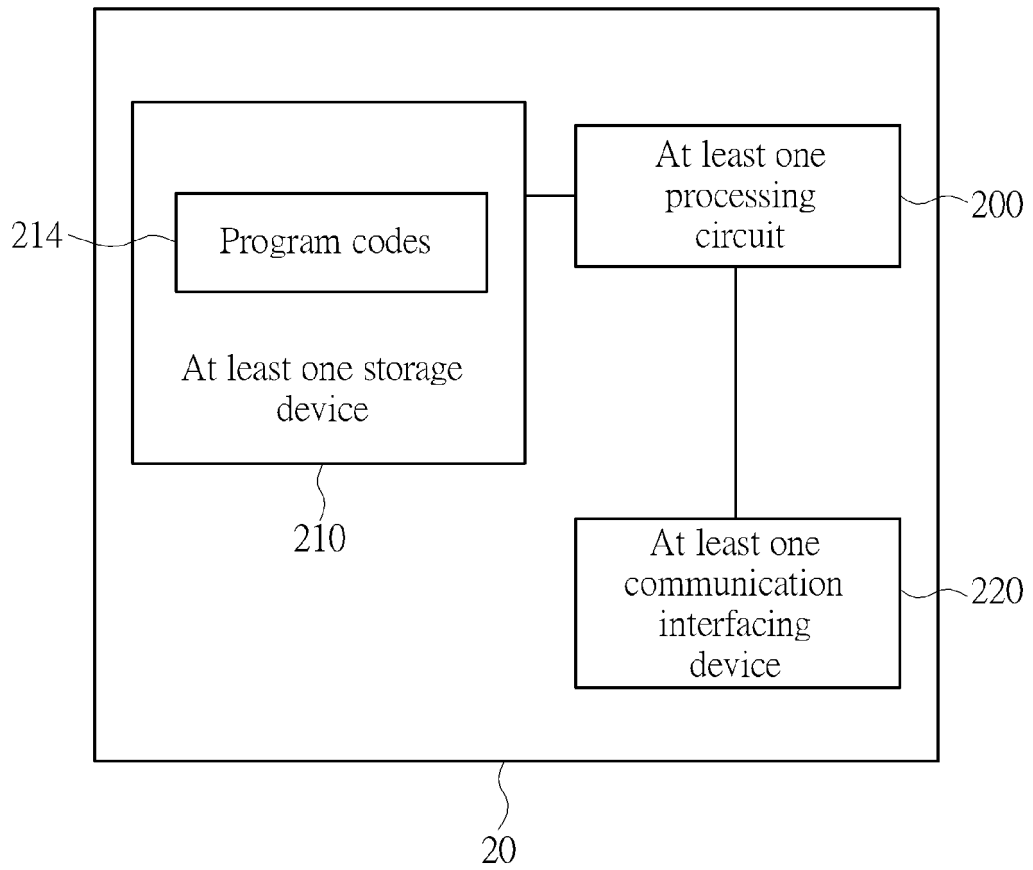 At least one
processing
circuit
200
214
Program codes
At least one storage
device
210
At least one
communication
interfacing
device
220
20